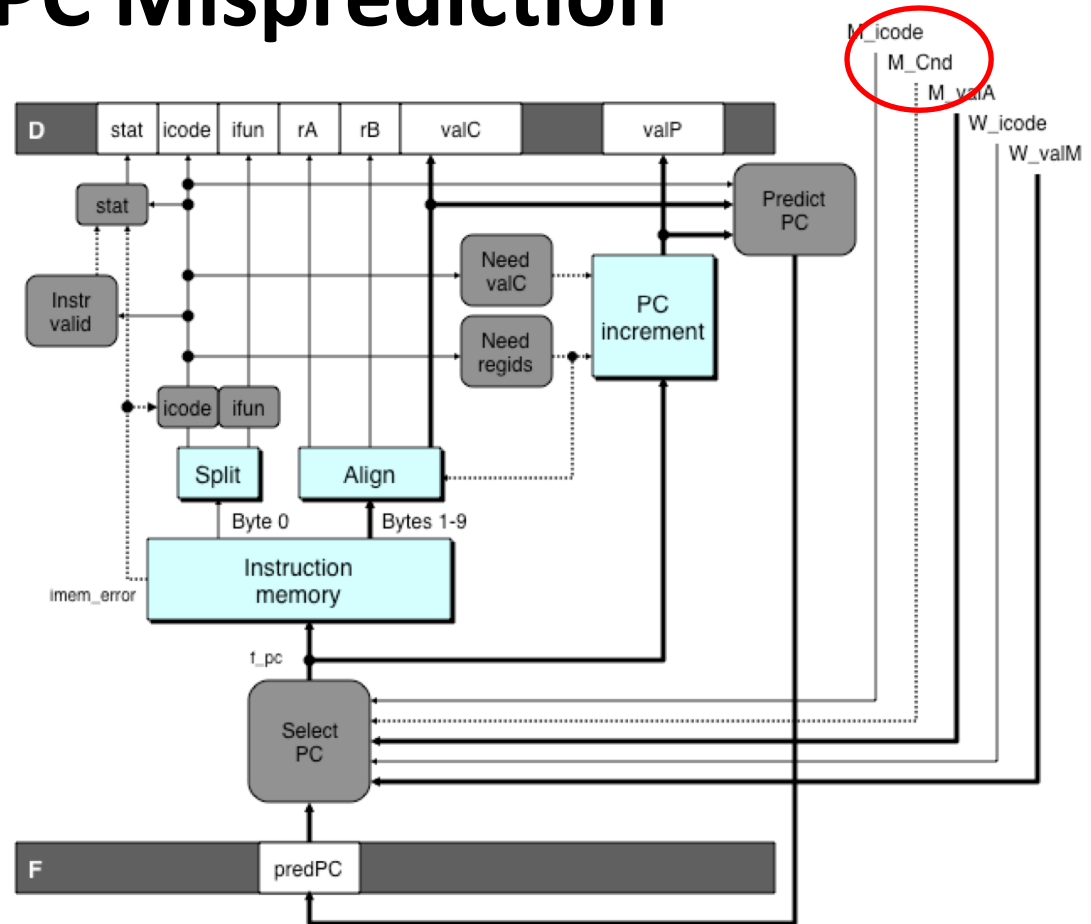 PC Misprediction
M_icode
M_Cnd
M_valA
W_icode
W_valM
D
stat
icode
ifun
rA
rB
valC
valP
Predict
PC
stat
Need
valC
Instr
valid
PC
increment
Need
regids
icode
ifun
Split
Align
Byte 0
Bytes 1-9
Instruction
memory
imem_error
f_pc
Select
PC
F
predPC